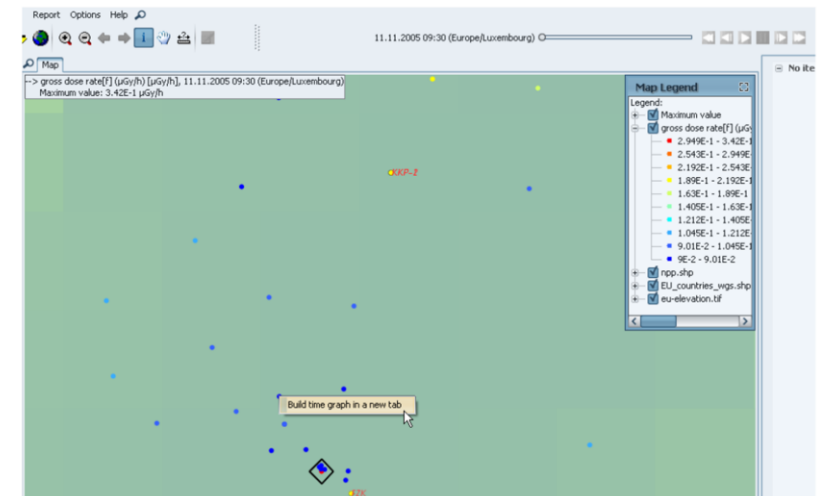 Report Options Help
11.11.2005 09:30 (Europe/Luxembourg)
Map
No ite
--> gross dose rate[f] (μGy/h) [μGy/h], 11.11.2005 09:30 (Europe/Luxembourg)
Maximum value: 3.42E-1 μGy/h
Map Legend
Legend:
Maximum value
gross dose rate[f] (μGy
2.949E-1 - 3.42E-1
2.543E-1 - 2.949E
2.192E-1 - 2.543E
1.89E-1 - 2.192E-1
1.63E-1 - 1.89E-1
1.405E-1 - 1.63E-1
1.212E-1 - 1.405E
1.045E-1 - 1.212E
9.01E-2 - 1.045E-1
9E-2 - 9.01E-2
npp.shp
EU_countries_wgs.shp
eu-elevation.tif
KKP-2
Build time graph in a new tab